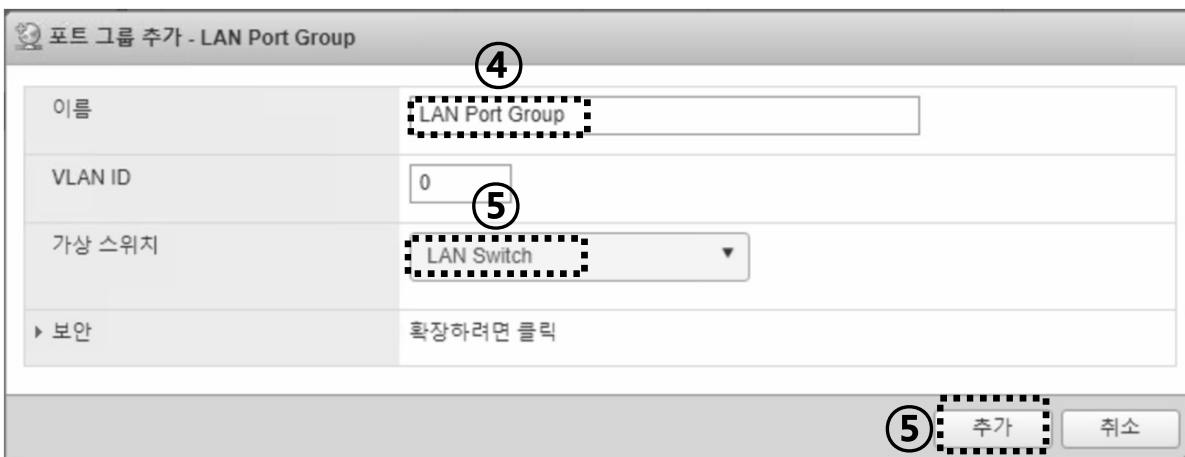 포트 그룹 추가 - LAN Port Group
④
이름 LAN Port Group
VLAN ID 0
⑤
가상 스위치 LAN Switch
보안 확장하려면 클릭
⑤ 추가 취소